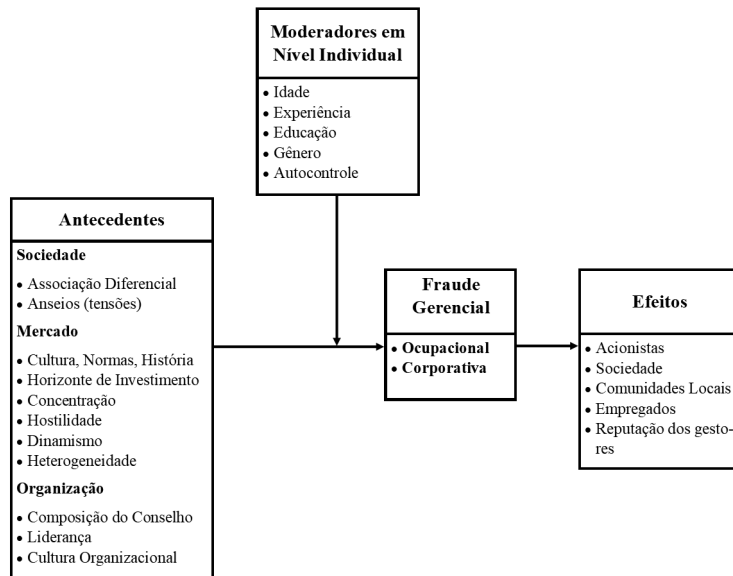 Moderadores em
Nível Individual
• Idade
• Experiência
• Educação
• Gênero
• Autocontrole
Antecedentes
Sociedade
• Associação Diferencial
• Anseios (tensões)
Mercado
• Cultura, Normas, História
• Horizonte de Investimento
• Concentração
• Hostilidade
• Dinamismo
• Heterogeneidade
Organização
• Composição do Conselho
• Liderança
• Cultura Organizacional
Fraude
Gerencial
• Ocupacional
• Corporativa
Efeitos
• Acionistas
• Sociedade
• Comunidades Locais
• Empregados
• Reputação dos gesto-
res